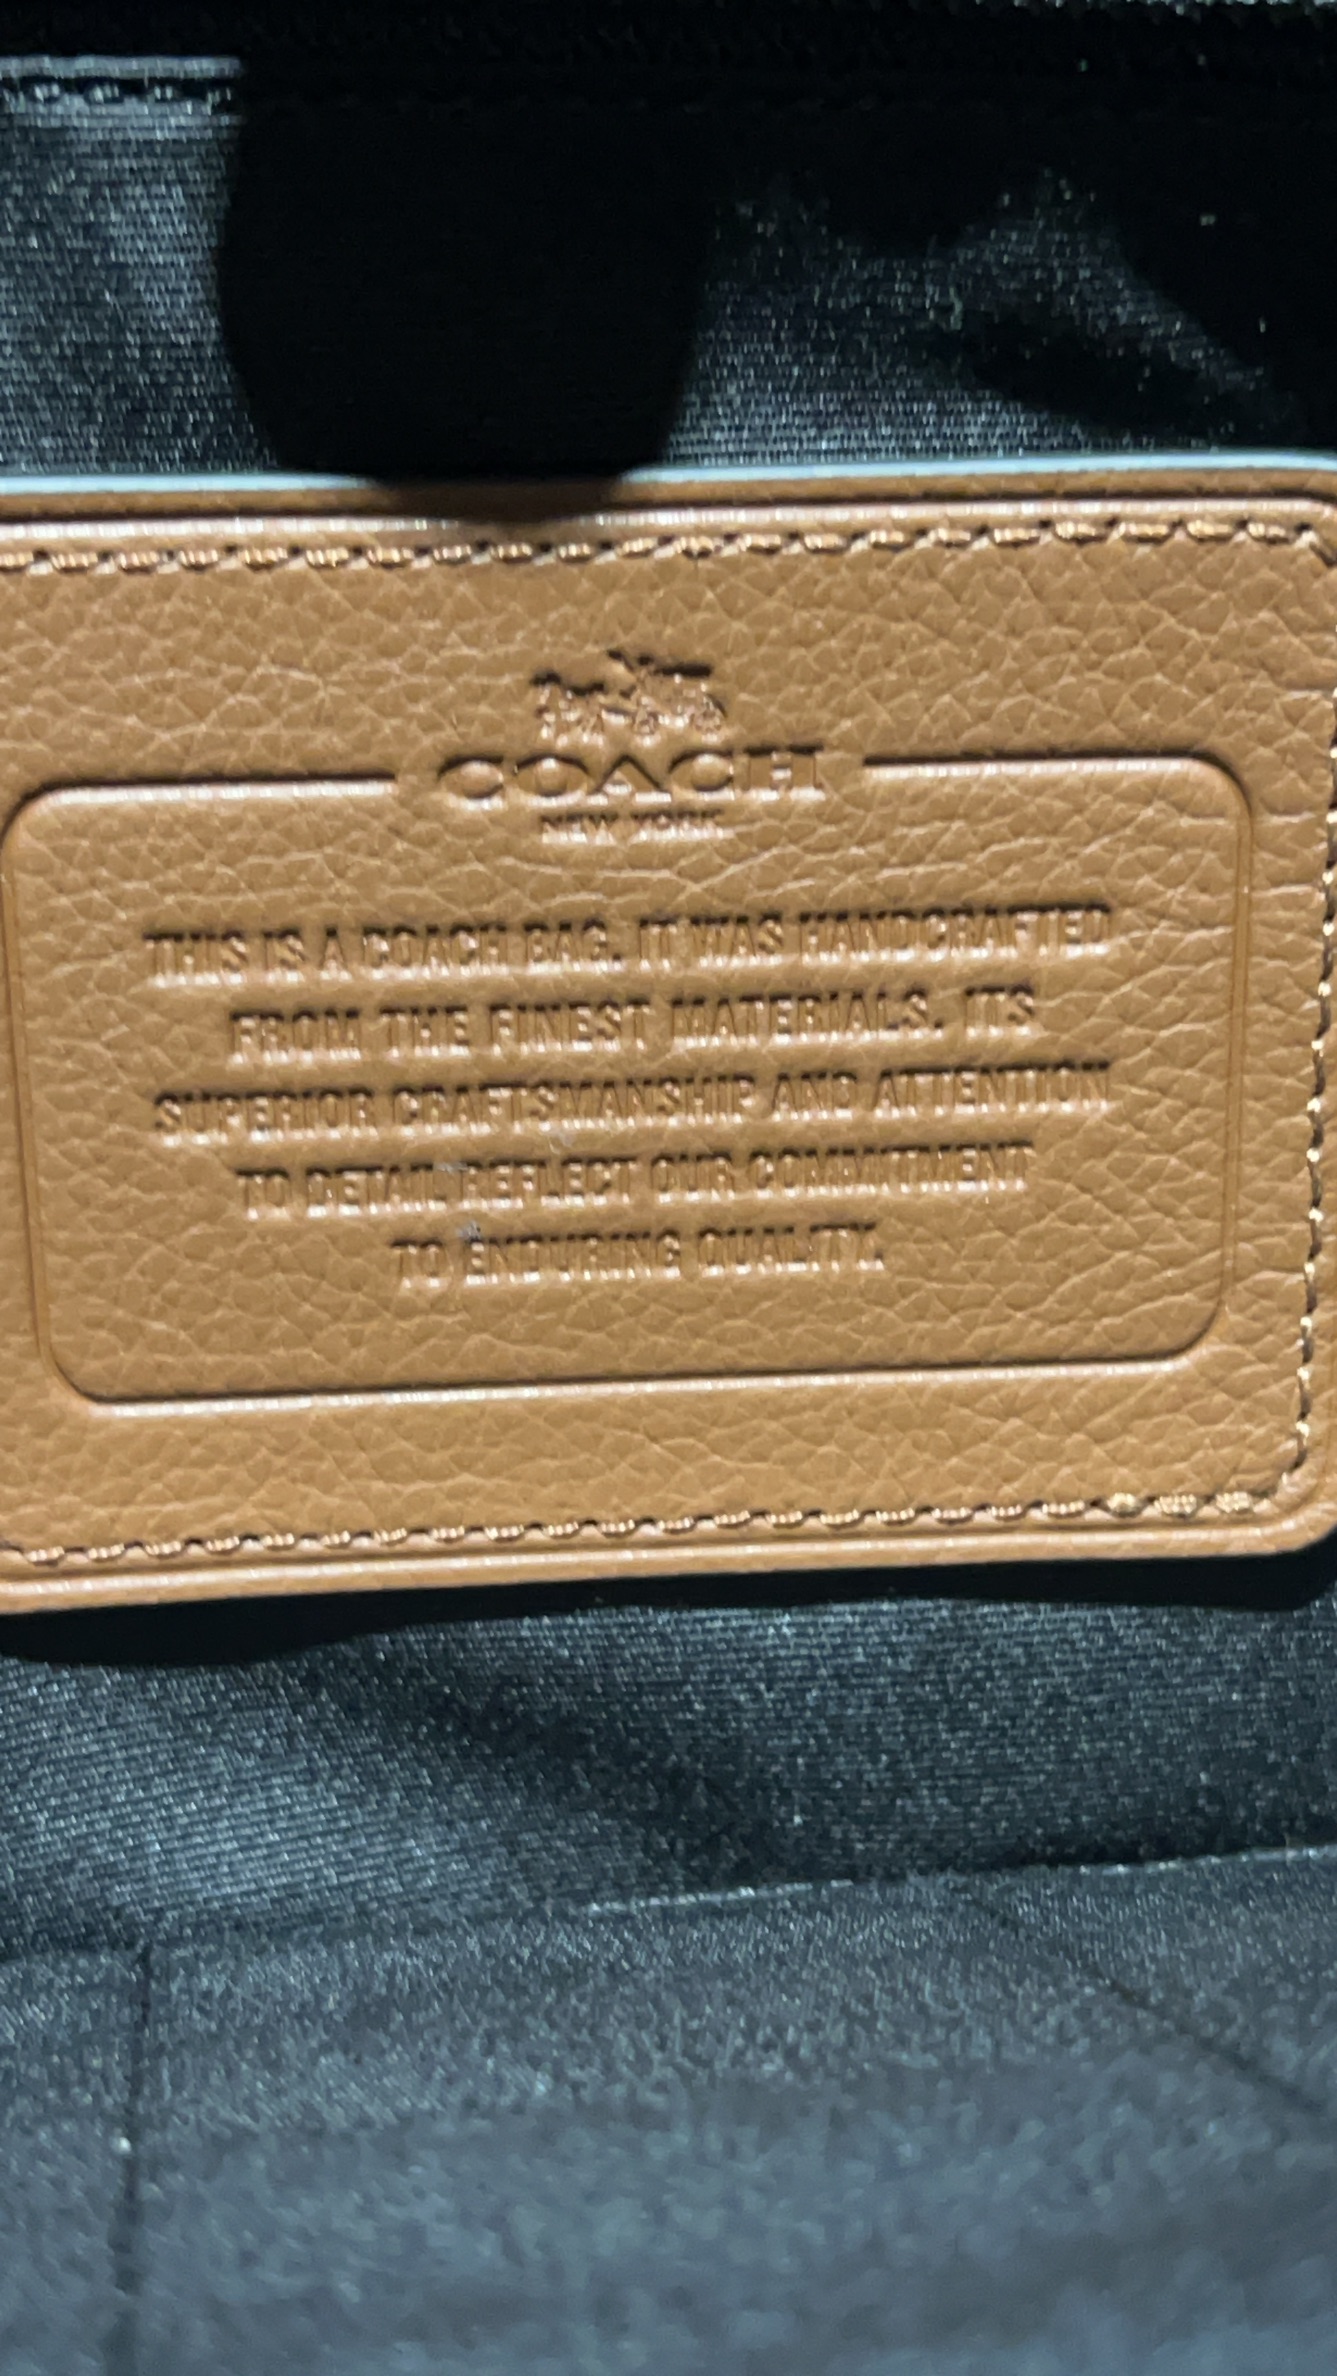 COACH
NEW YORK
THIS IS A COACH BAG. IT WAS HANDCRAFTED
FROM THE FINEST MATERIALS. ITS
SUPERIOR CRAFTSMANSHIP AND ATTENTION
TO DETAIL REFLECT OUR COMMITMENT
TO ENDURING QUALITY.